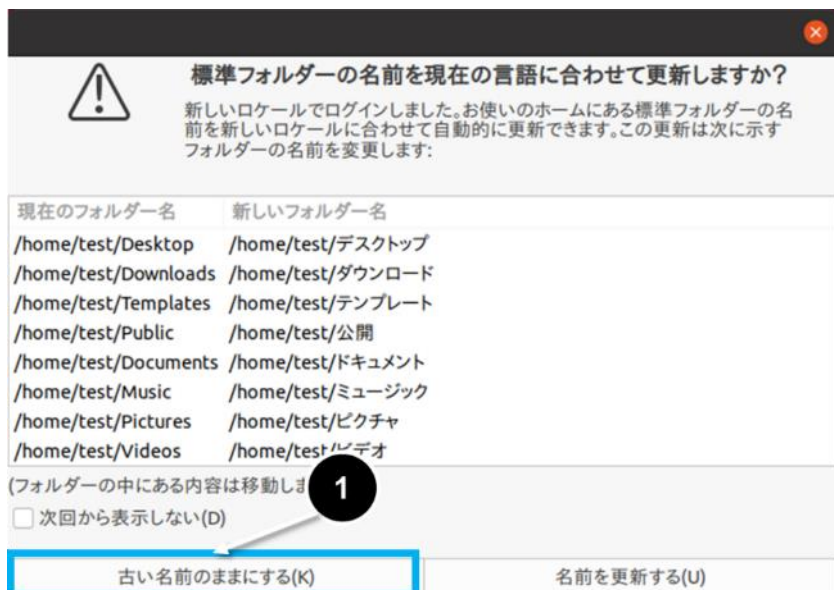 標準フォルダーの名前を現在の言語に合わせて更新しますか?
新しいロケールでログインしました。お使いのホームにある標準フォルダーの名
前を新しいロケールに合わせて自動的に更新できます。この更新は次に示す
フォルダーの名前を変更します:
現在のフォルダー名 新しいフォルダー名
/home/test/Desktop /home/test/デスクトップ
/home/test/Downloads /home/test/ダウンロード
/home/test/Templates /home/test/テンプレート
/home/test/Public /home/test/公開
/home/test/Documents /home/test/ドキュメント
/home/test/Music /home/test/ミュージック
/home/test/Pictures /home/test/ピクチャ
/home/test/Videos /home/test/ビデオ
(フォルダーの中にある内容は移動しま
1
次回から表示しない(D)
古い名前のままにする(K) 名前を更新する(U)